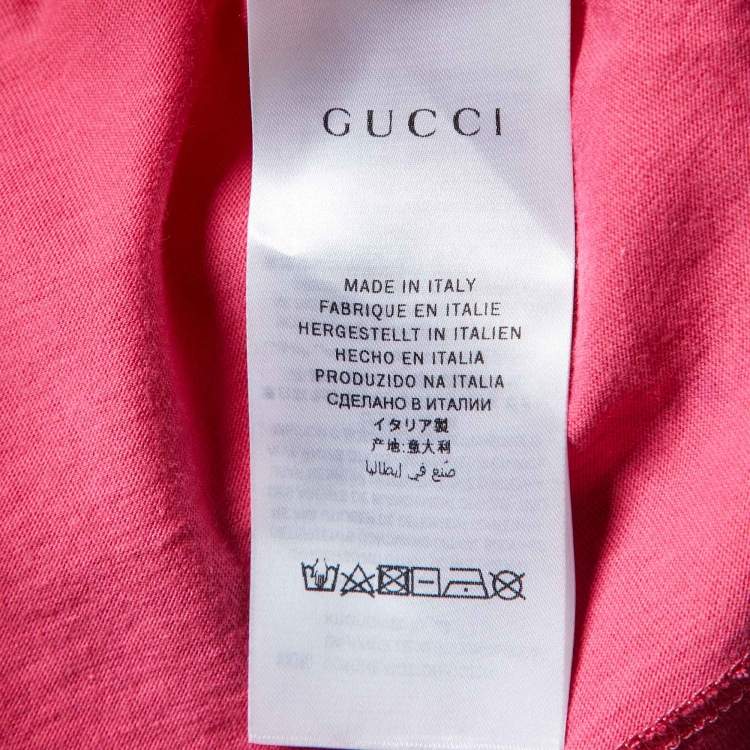 GUCCI
MADE IN ITALY
FABRIQUE EN ITALIE
HERGESTELLT IN ITALIEN
HECHO EN ITALIA
PRODUZIDO NA ITALIA
СДЕЛАНО В ИТАЛИИ
イタリア製
产地:意大利
صنع في إيطاليا